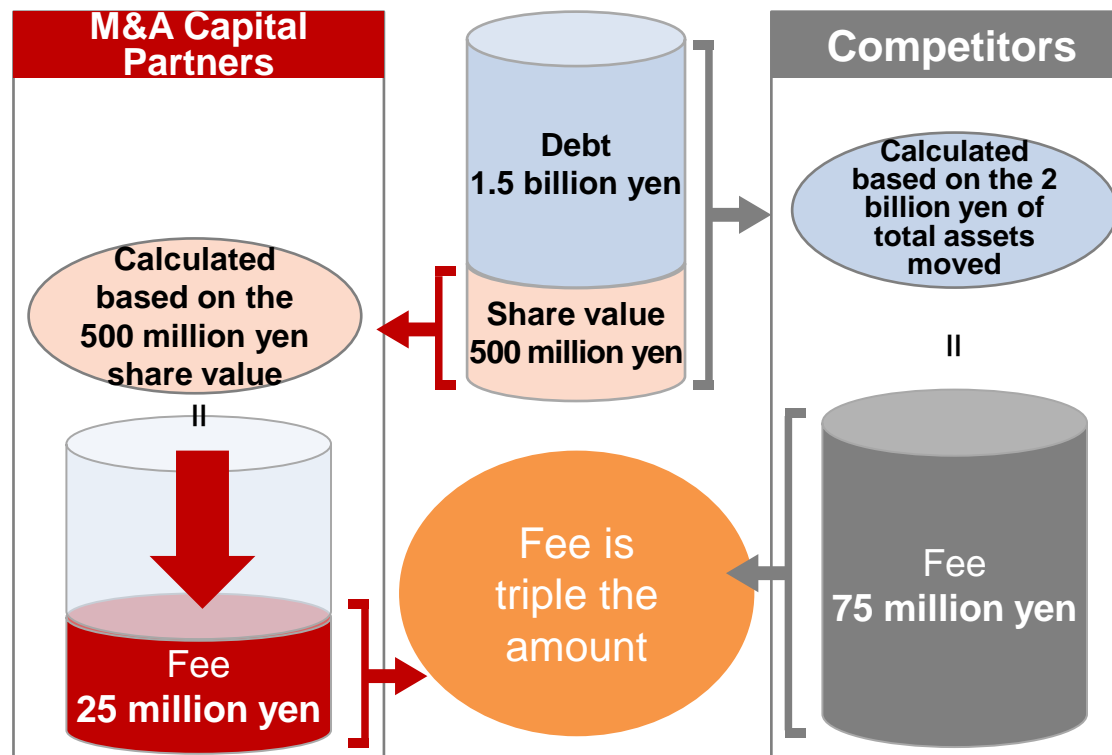 M&A Capital
Partners
Calculated
based on the
500 million yen
share value
=
Fee
25 million yen
Debt
1.5 billion yen
Share value
500 million yen
Fee is
triple the
amount
Competitors
Calculated
based on the 2
billion yen of
total assets
moved
=
Fee
75 million yen